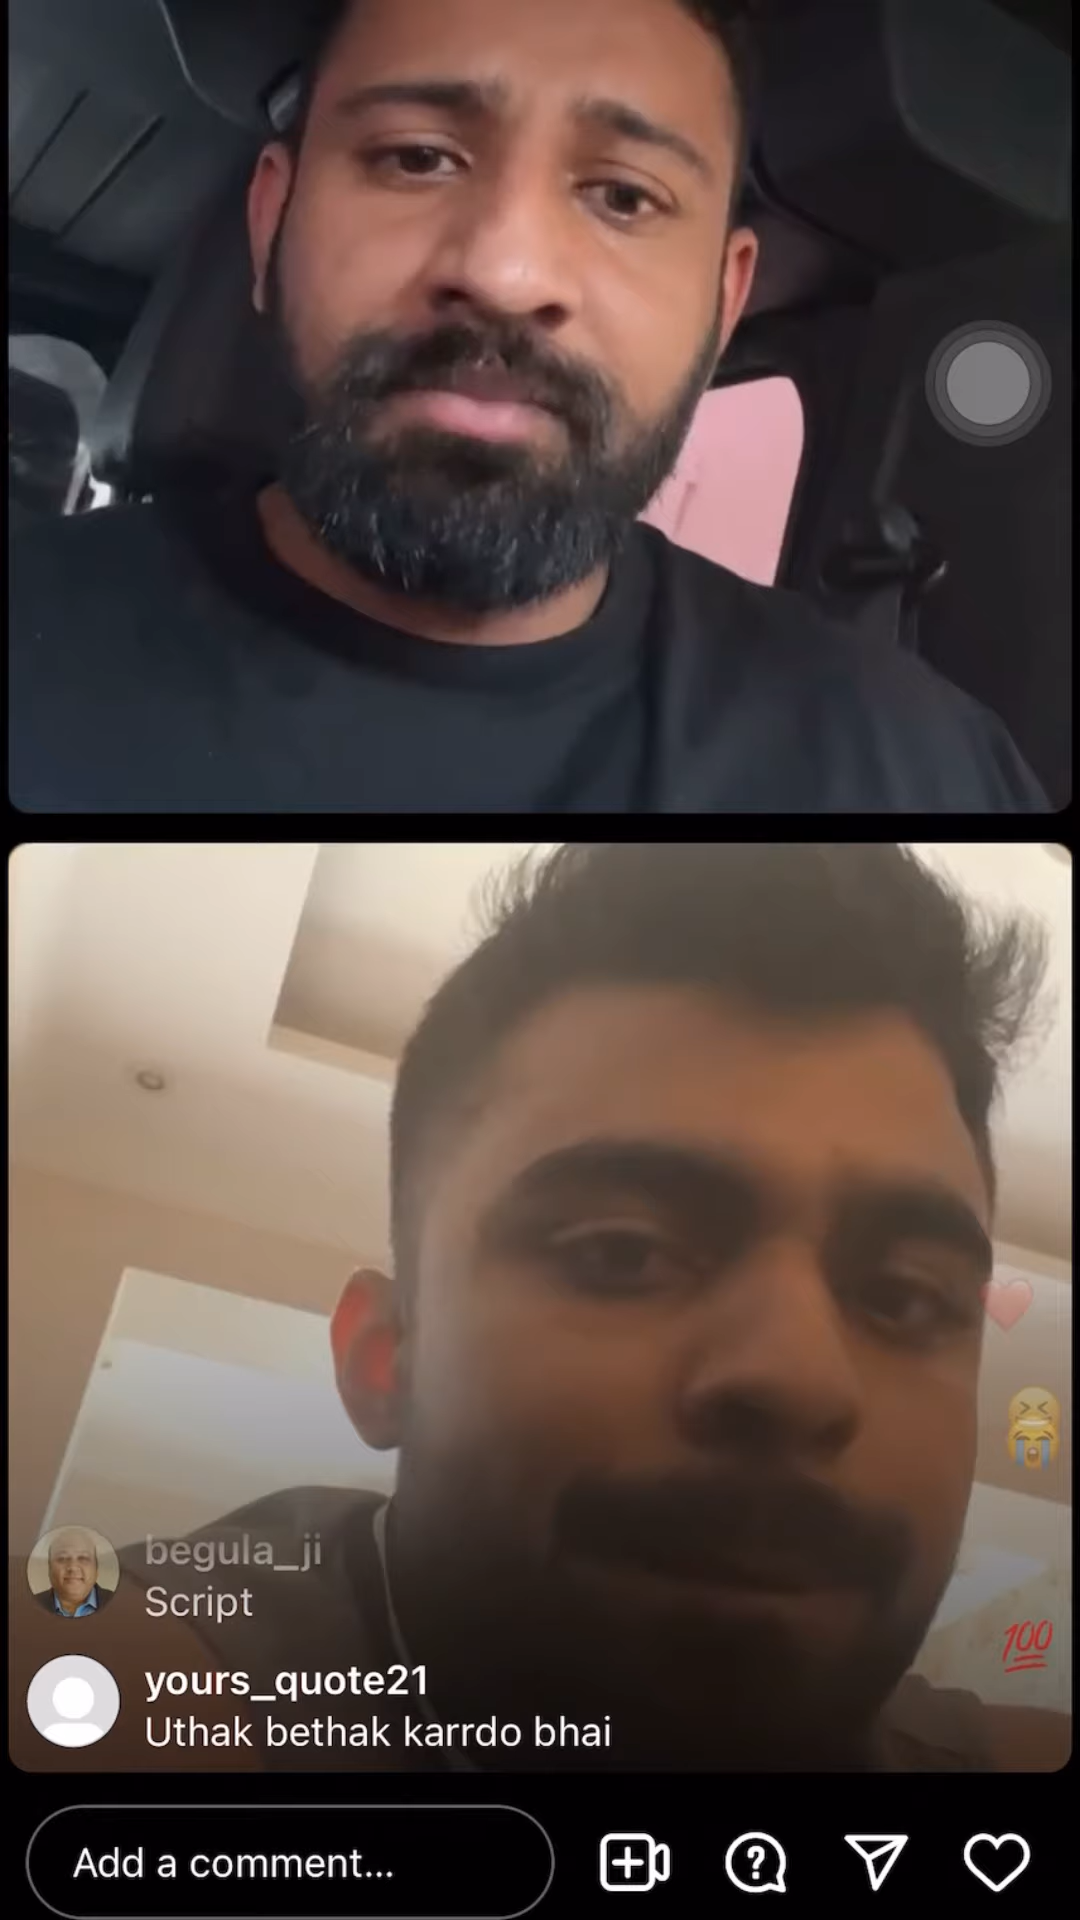 begula_ji
Script
yours_quote21
Uthak bethak karrdo bhai
Add a comment...